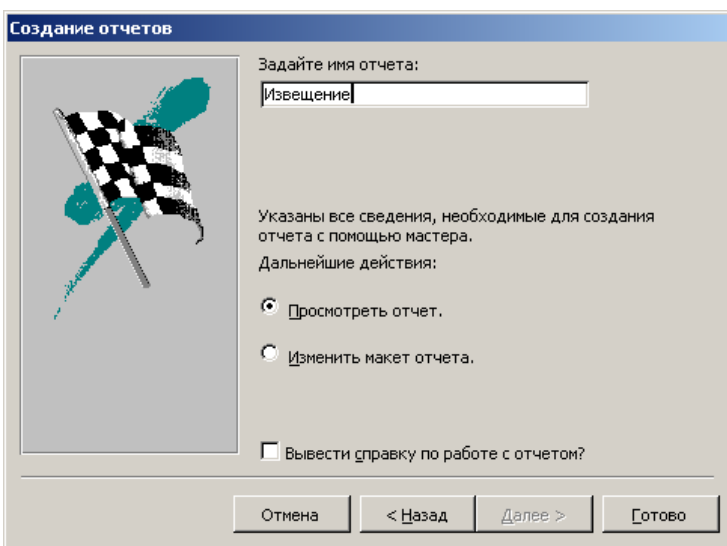 Создание отчетов
Задайте имя отчета:
Извещение
Указаны все сведения, необходимые для создания
отчета с помощью мастера.
Дальнейшие действия:
Просмотреть отчет.
Изменить макет отчета.
Вывести справку по работе с отчетом?
Отмена
< Назад
Далее >
Готово